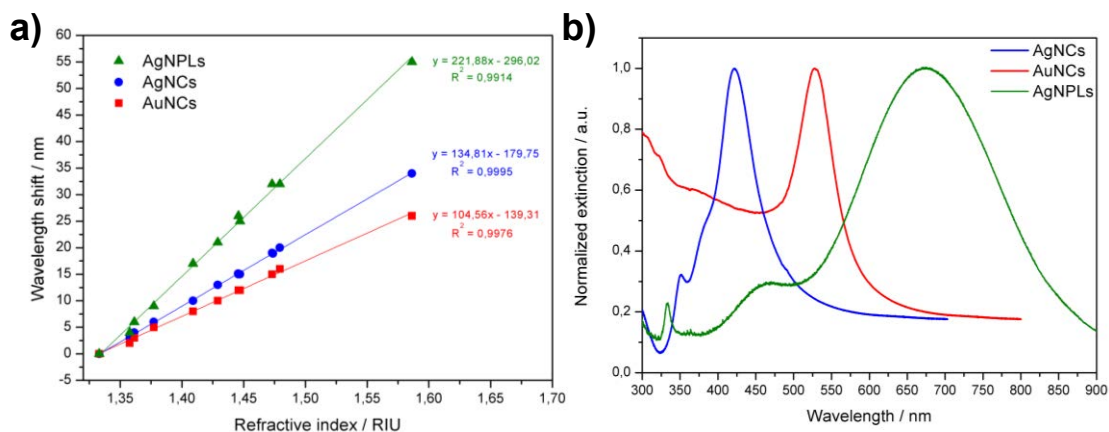 a)
60
55
50
45
40
35
30
25
20
15
10
5
0
-5
Wavelength shift / nm
AgNPLs
AgNCs
AuNCs
y = 221,88x - 296,02
R² = 0,9914
y = 134,81x - 179,75
R² = 0,9995
y = 104,56x - 139,31
R² = 0,9976
1,35 1,40 1,45 1,50 1,55 1,60 1,65 1,70
Refractive index / RIU
b)
AgNCs
AuNCs
AgNPLs
1,0
0,8
0,6
0,4
0,2
0,0
Normalized extinction / a.u.
300 350 400 450 500 550 600 650 700 750 800 850 900
Wavelength / nm